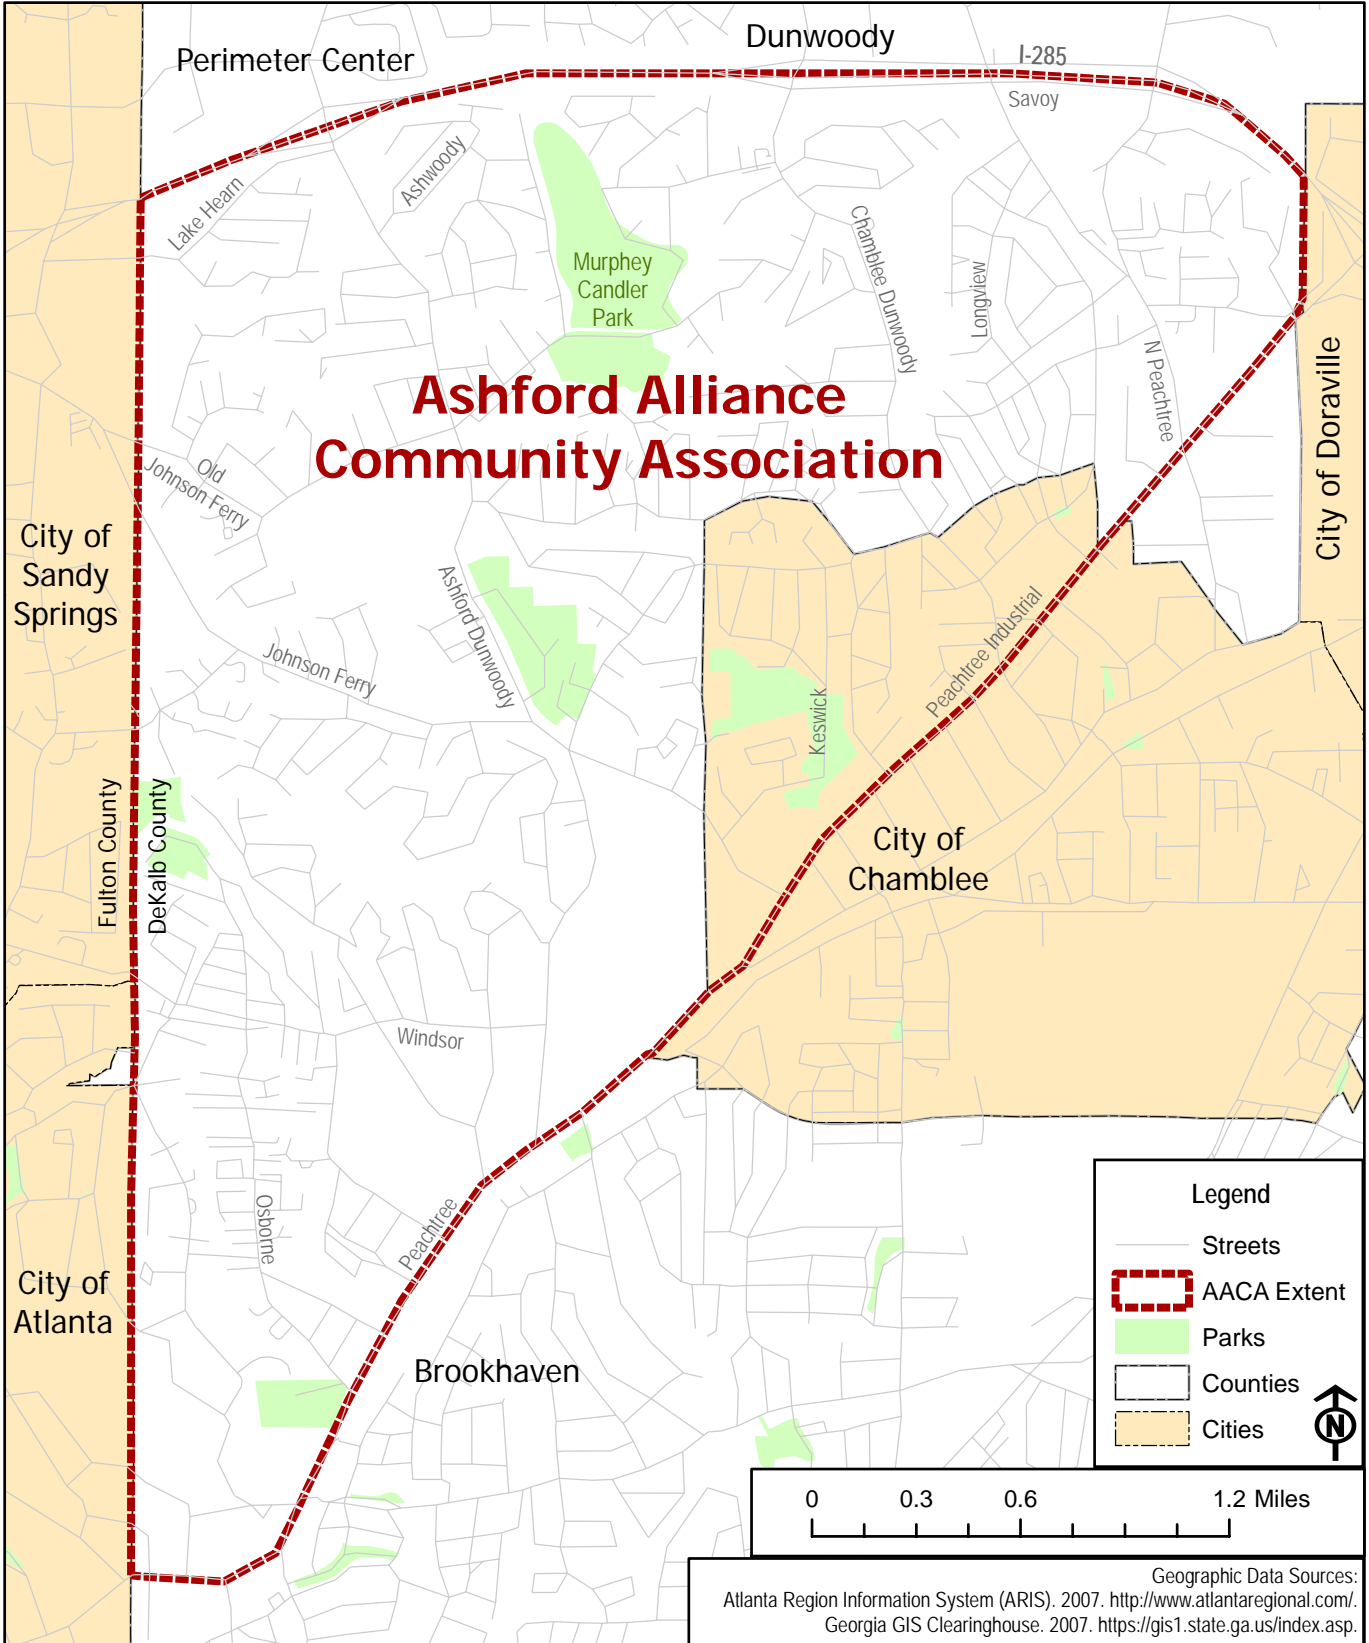 Perimeter Center
Dunwoody
I-285
Savoy
Ashwoody
Lake Hearn
Murphey
Candler
Park
Chamblee Dunwoody
Longview
N Peachtree
City of Doraville
Ashford Alliance
Community Association
Old
Johnson Ferry
City of
Sandy
Springs
Ashford Dunwoody
Johnson Ferry
Peachtree Industrial
Keswick
Fulton County
DeKalb County
City of
Chamblee
Windsor
Osborne
Peachtree
City of
Atlanta
Brookhaven
Legend
Streets
AACA Extent
Parks
Counties
Cities
N
0 0.3 0.6 1.2 Miles
Geographic Data Sources:
Atlanta Region Information System (ARIS). 2007. http://www.atlantaregional.com/.
Georgia GIS Clearinghouse. 2007. https://gis1.state.ga.us/index.asp.